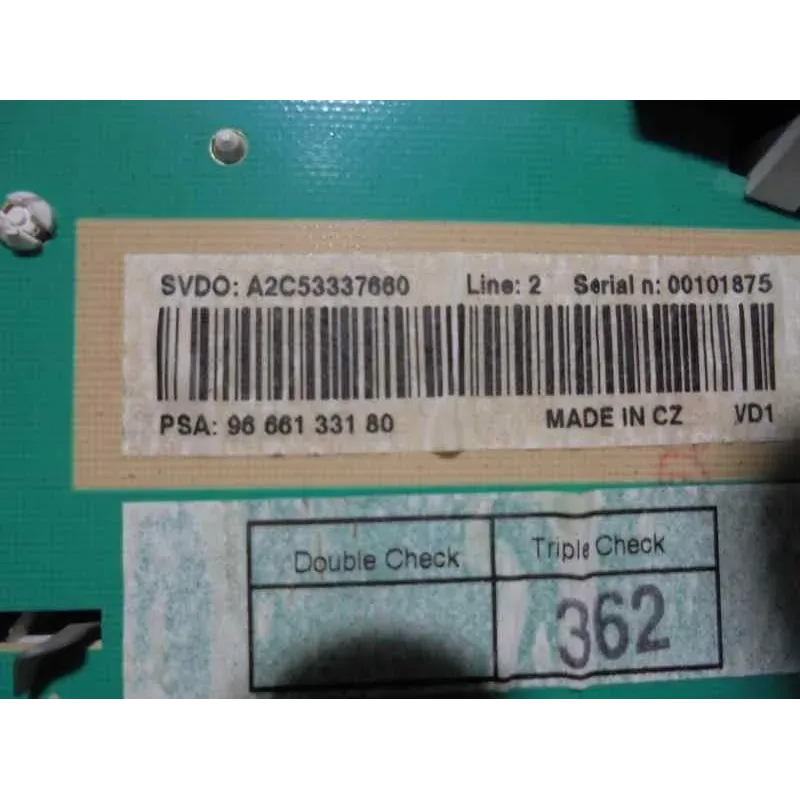 SVDO: A2C53337660 Line: 2 Serial n: 00101875
PSA: 96 661 331 80 MADE IN CZ VD1
Double Check Triple Check
362